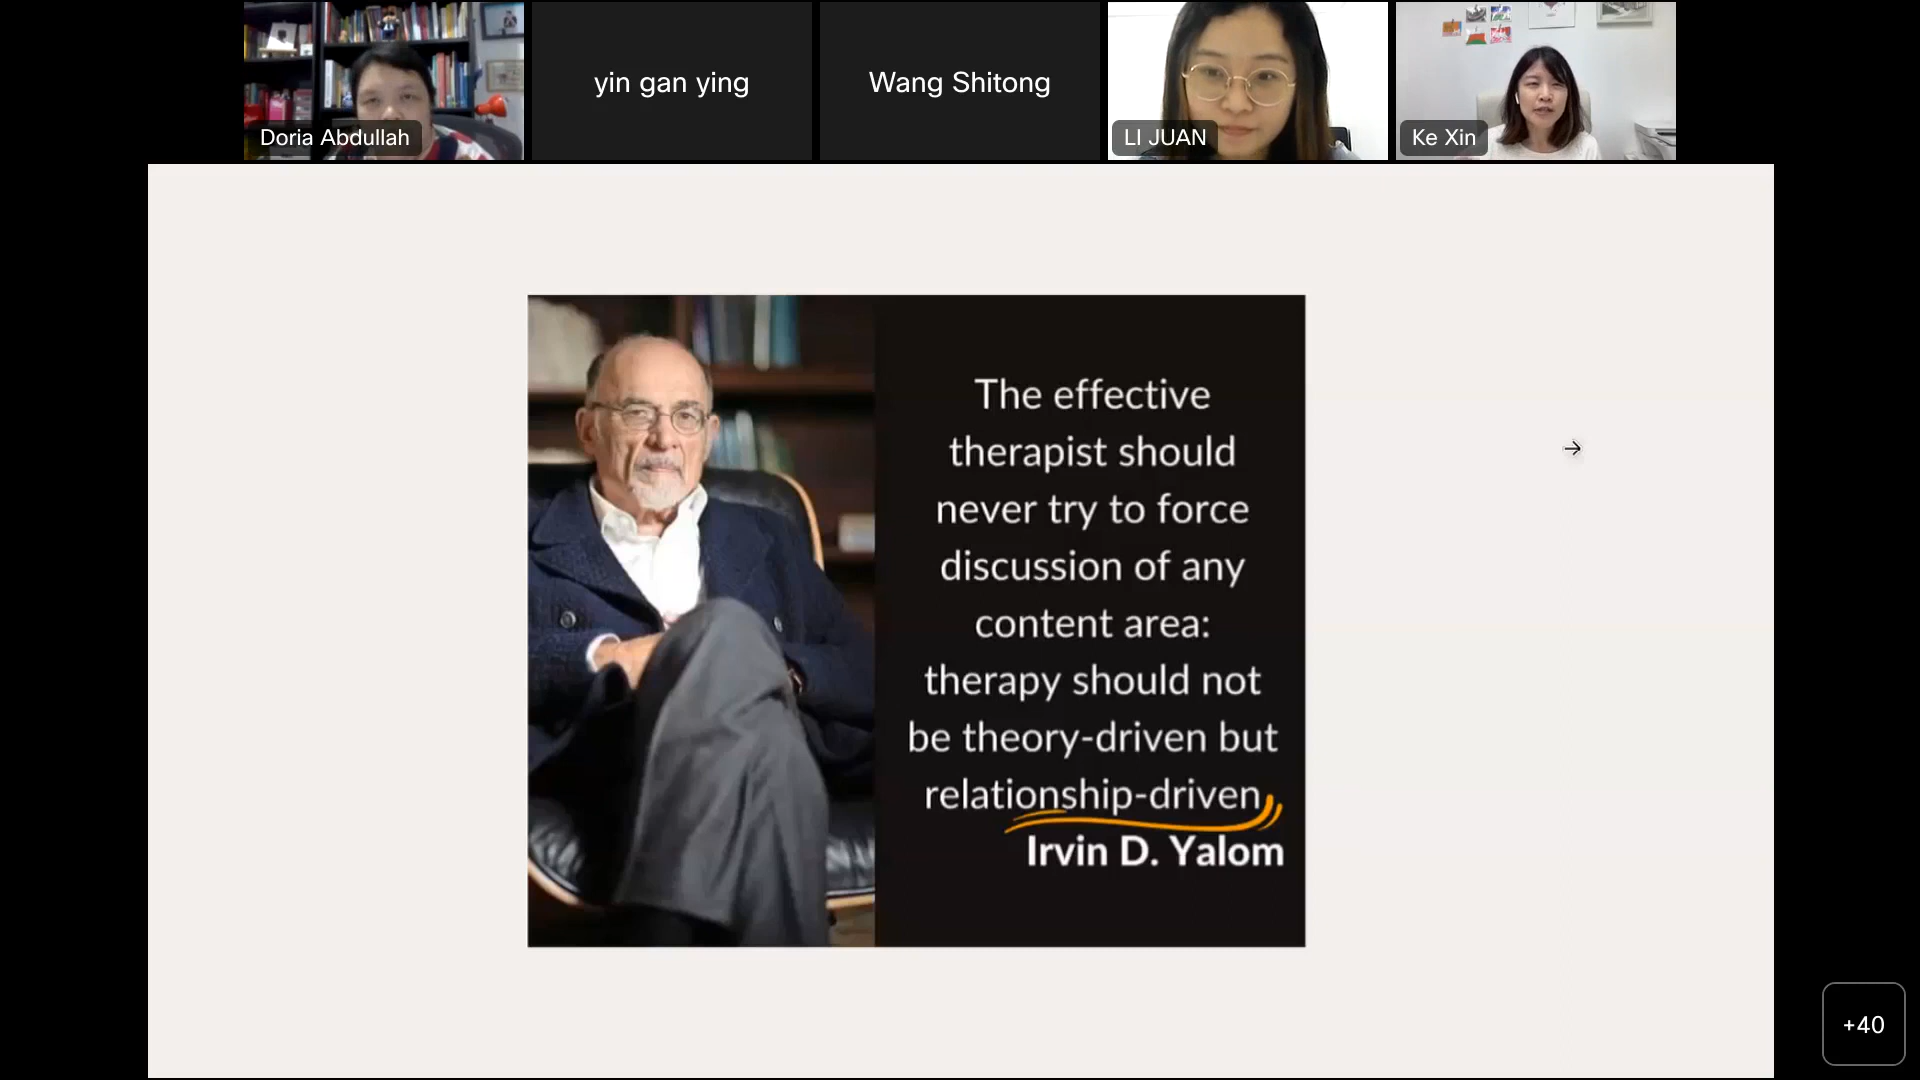 Doria Abdullah
yin gan ying
Wang Shitong
LI JUAN
Ke Xin
The effective
therapist should
never try to force
discussion of any
content area:
therapy should not
be theory-driven but
relationship-driven
Irvin D. Yalom
+40